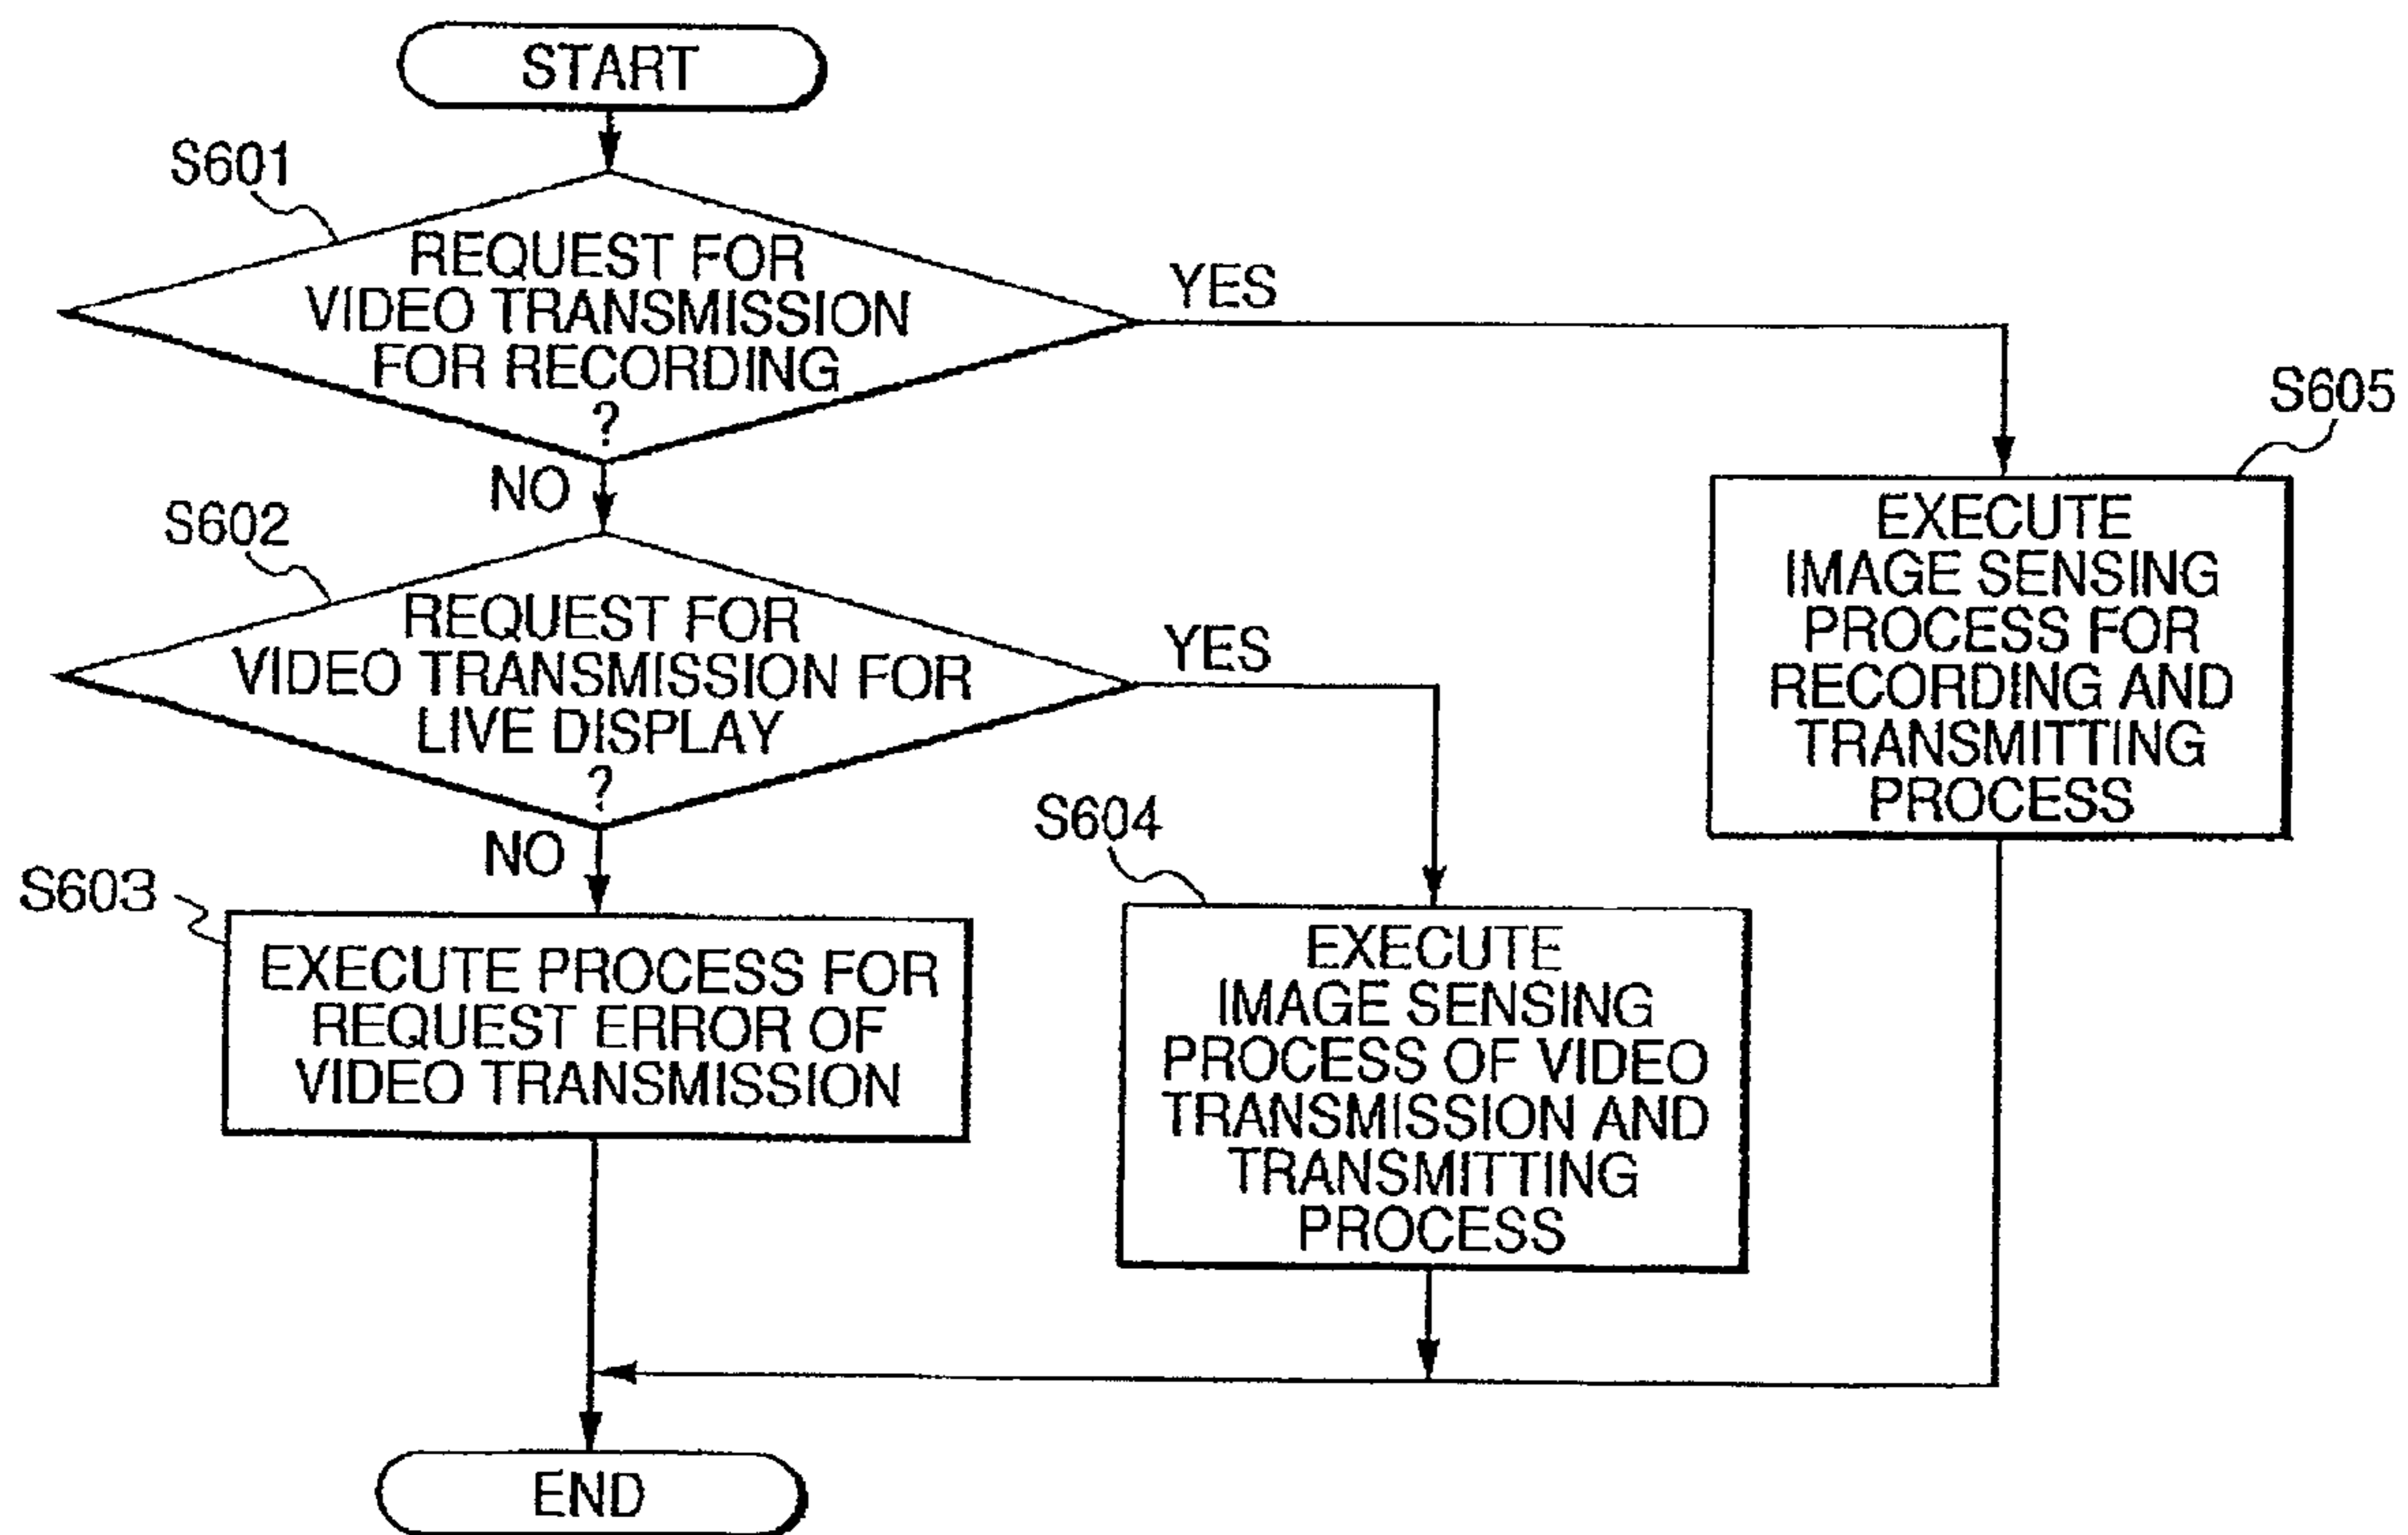 START
S601
REQUEST FOR
VIDEO TRANSMISSION
FOR RECORDING
?
YES
NO
S605
EXECUTE
IMAGE SENSING
PROCESS FOR
RECORDING AND
TRANSMITTING
PROCESS
S602
REQUEST FOR
VIDEO TRANSMISSION FOR
LIVE DISPLAY
?
YES
NO
S603
EXECUTE PROCESS FOR
REQUEST ERROR OF
VIDEO TRANSMISSION
S604
EXECUTE
IMAGE SENSING
PROCESS OF VIDEO
TRANSMISSION AND
TRANSMITTING
PROCESS
END